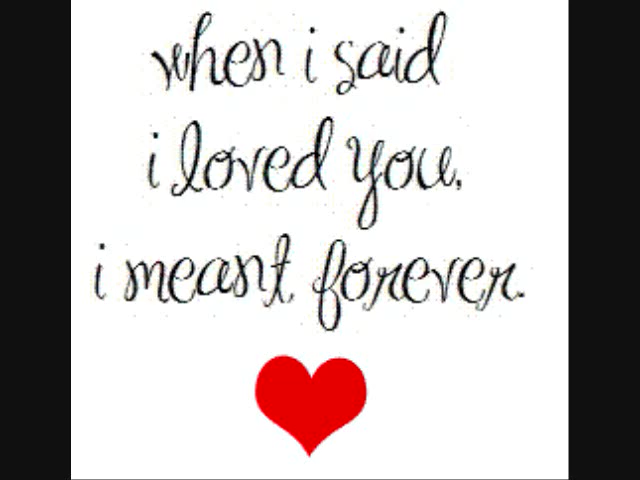 when i said
i loved you,
i meant forever.